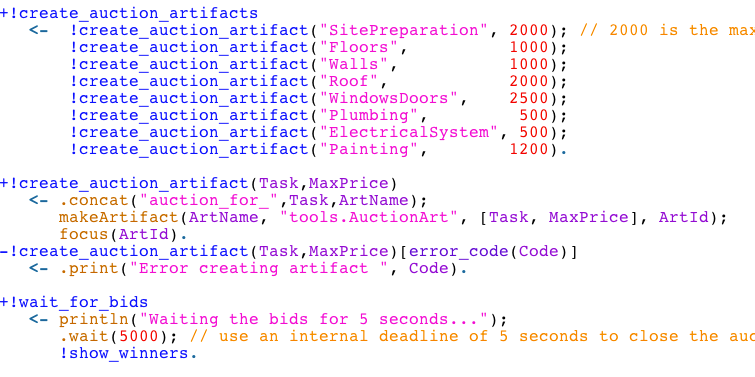 +!create_auction_artifacts
   <-  !create_auction_artifact("SitePreparation", 2000); // 2000 is the max
       !create_auction_artifact("Floors",          1000);
       !create_auction_artifact("Walls",           1000);
       !create_auction_artifact("Roof",            2000);
       !create_auction_artifact("WindowsDoors",    2500);
       !create_auction_artifact("Plumbing",         500);
       !create_auction_artifact("ElectricalSystem", 500);
       !create_auction_artifact("Painting",        1200).

+!create_auction_artifact(Task,MaxPrice)
   <- .concat("auction_for_",Task,ArtName);
      makeArtifact(ArtName, "tools.AuctionArt", [Task, MaxPrice], ArtId);
      focus(ArtId).
-!create_auction_artifact(Task,MaxPrice)[error_code(Code)]
   <- .print("Error creating artifact ", Code).

+!wait_for_bids
   <- println("Waiting the bids for 5 seconds...");
      .wait(5000); // use an internal deadline of 5 seconds to close the auc
      !show_winners.